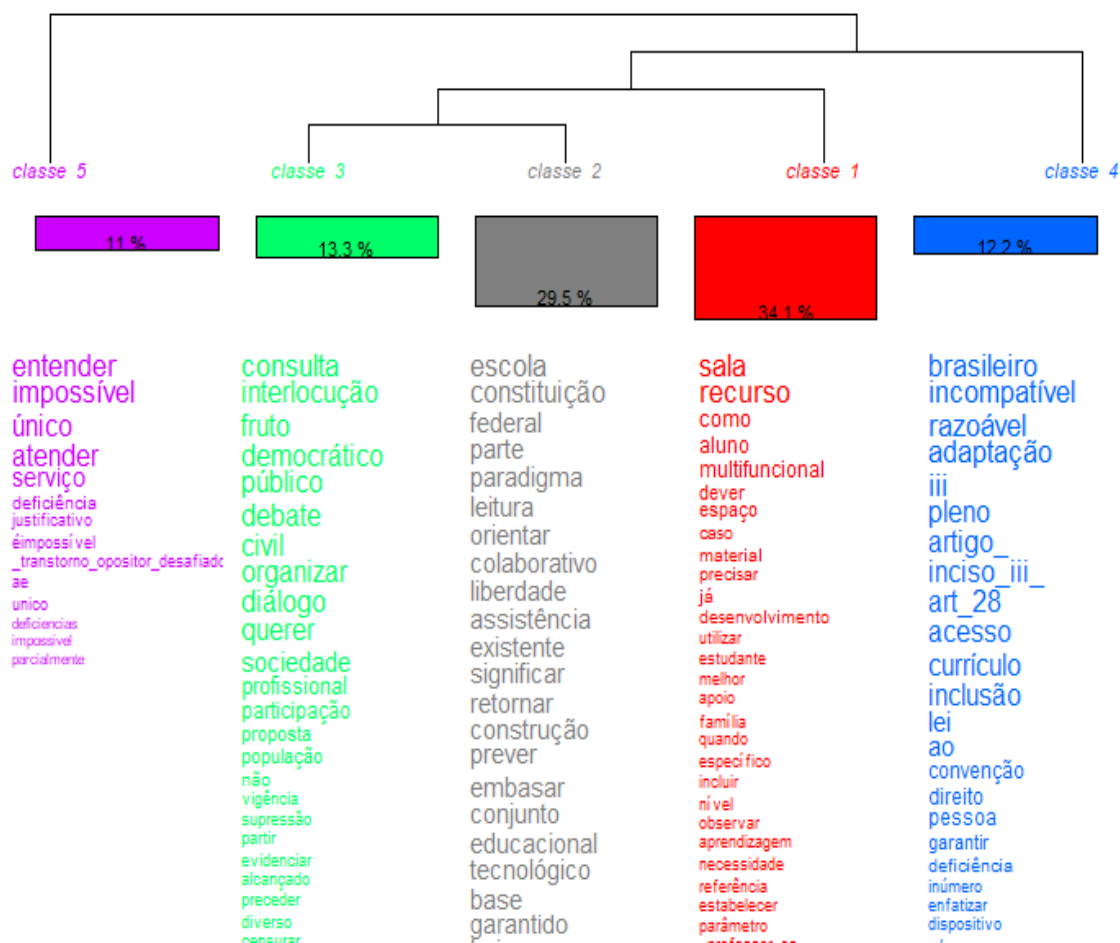 classe 5
classe 3
classe 2
classe 1
classe 4
11 %
13.3 %
29.5 %
34.1 %
12.2 %
entender
impossível
único
atender
serviço
deficiência
justificativo
éimpossível
_transtorno_opositor_desafiado
ae
unico
deficiencias
impossivel
parcialmente
consulta
interlocução
fruto
democrático
público
debate
civil
organizar
diálogo
querer
sociedade
profissional
participação
proposta
população
não
vigência
supressão
partir
evidenciar
alcançado
preceder
diverso
censurar
escola
constituição
federal
parte
paradigma
leitura
orientar
colaborativo
liberdade
assistência
existente
significar
retornar
construção
prever
embasar
conjunto
educacional
tecnológico
base
garantido
sala
recurso
como
aluno
multifuncional
dever
espaço
caso
material
precisar
já
desenvolvimento
utilizar
estudante
melhor
apoio
família
quando
específico
incluir
nível
observar
aprendizagem
necessidade
referência
estabelecer
parâmetro
brasileiro
incompatível
razoável
adaptação
iii
pleno
artigo_
inciso_iii_
art_28
acesso
currículo
inclusão
lei
ao
convenção
direito
pessoa
garantir
deficiência
inúmero
enfatizar
dispositivo